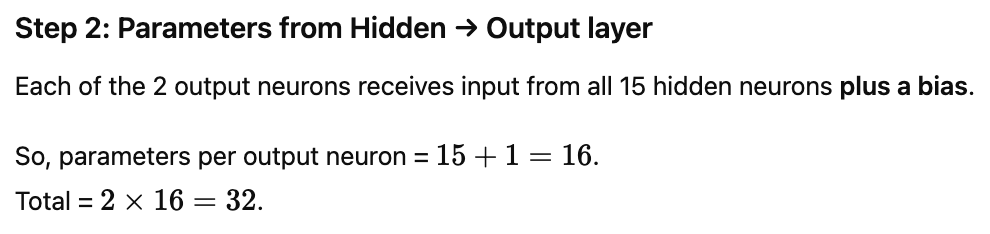 Step 2: Parameters from Hidden → Output layer
Each of the 2 output neurons receives input from all 15 hidden neurons plus a bias.
So, parameters per output neuron = 15 + 1 = 16.
Total = 2 × 16 = 32.